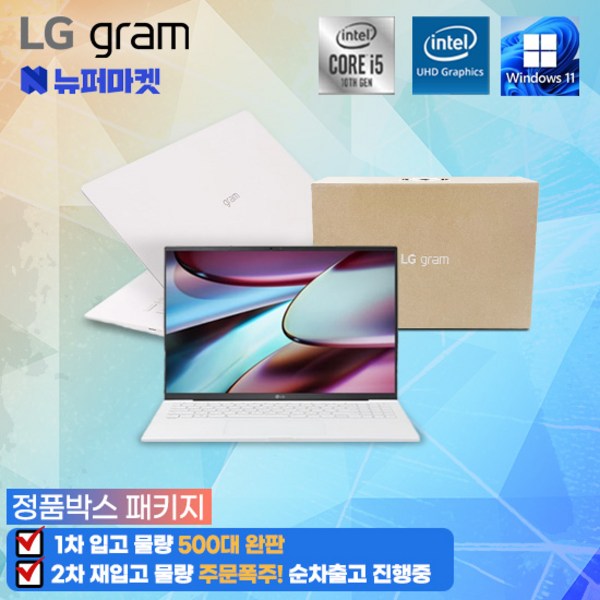 LG gram
뉴퍼마켓
intel
CORE i5
10TH GEN
intel
UHD Graphics
Windows 11
gram
LG gram
LG
정품박스 패키지
1차 입고 물량 500대 완판
2차 재입고 물량 주문폭주! 순차출고 진행중